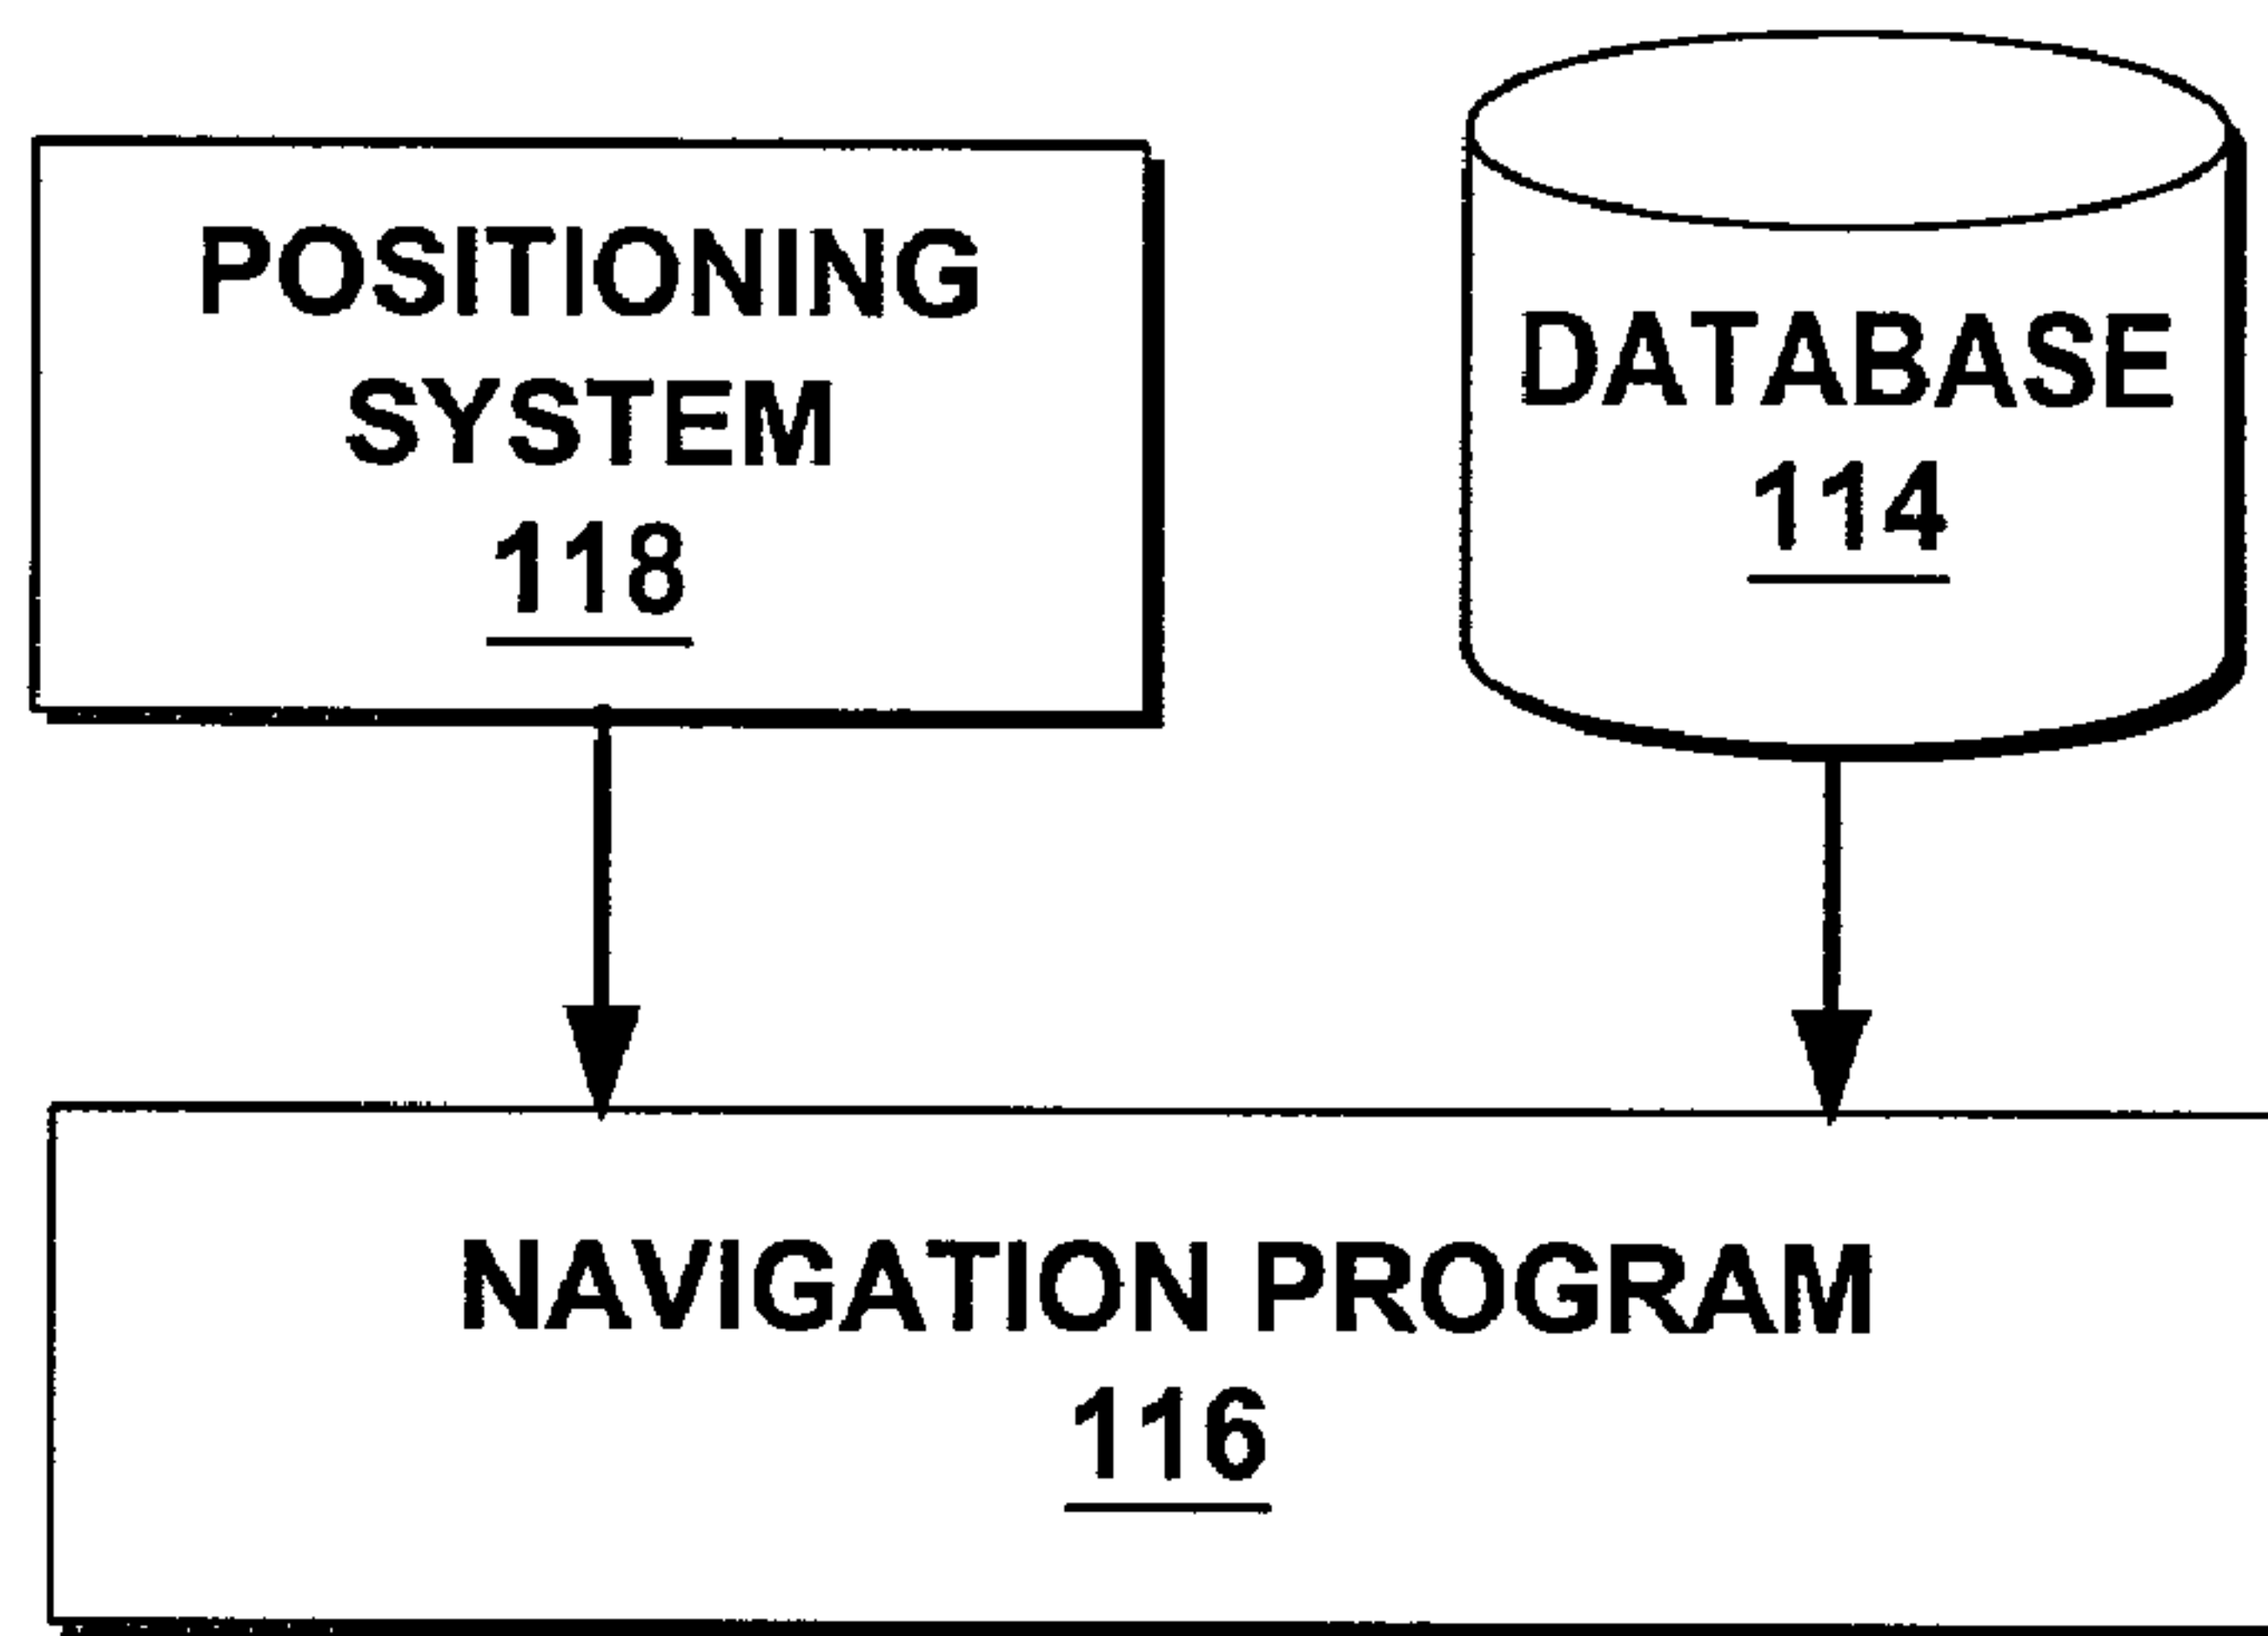 POSITIONING
SYSTEM
118
DATABASE
114
NAVIGATION PROGRAM
116